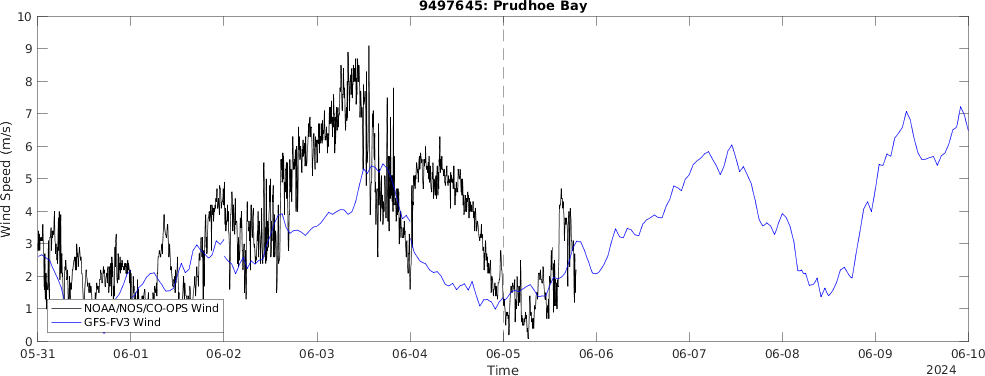 9497645: Prudhoe Bay
10
9
8
7
6
5
4
3
2
1
0
Wind Speed (m/s)
NOAA/NOS/CO-OPS Wind
GFS-FV3 Wind
05-31 06-01 06-02 06-03 06-04 06-05 06-06 06-07 06-08 06-09 06-10
Time
2024